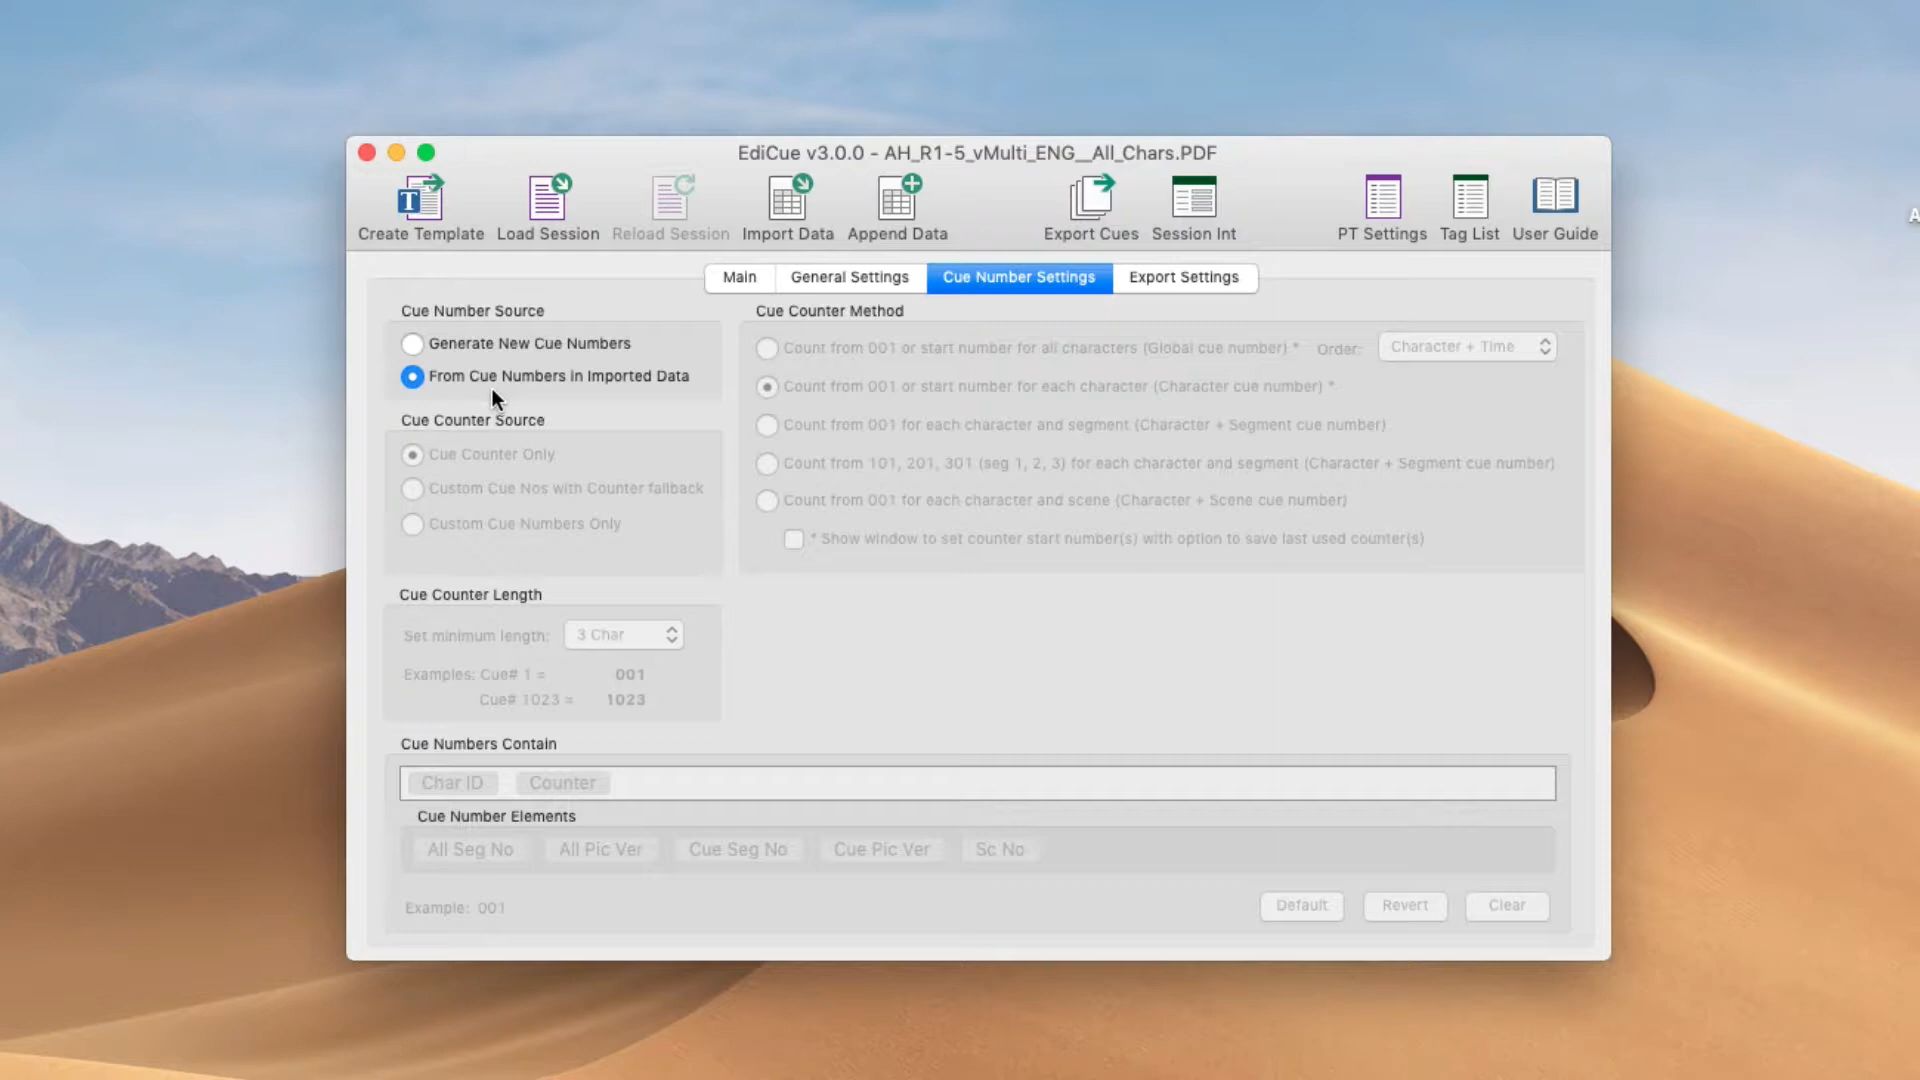 EdiCue v3.0.0 - AH_R1-5_vMulti_ENG__All_Chars.PDF
Create Template Load Session Reload Session Import Data Append Data Export Cues Session Int PT Settings Tag List User Guide
Main General Settings Cue Number Settings Export Settings
Cue Number Source
Generate New Cue Numbers
From Cue Numbers in Imported Data
Cue Counter Source
Cue Counter Only
Custom Cue Nos with Counter fallback
Custom Cue Numbers Only
Cue Counter Method
Count from 001 or start number for all characters (Global cue number) * Order: Character + Time
Count from 001 or start number for each character (Character cue number) *
Count from 001 for each character and segment (Character + Segment cue number)
Count from 101, 201, 301 (seg 1, 2, 3) for each character and segment (Character + Segment cue number)
Count from 001 for each character and scene (Character + Scene cue number)
* Show window to set counter start number(s) with option to save last used counter(s)
Cue Counter Length
Set minimum length: 3 Char
Examples: Cue# 1 = 001
Cue# 1023 = 1023
Cue Numbers Contain
Char ID Counter
Cue Number Elements
All Seg No All Pic Ver Cue Seg No Cue Pic Ver Sc No
Example: 001
Default Revert Clear